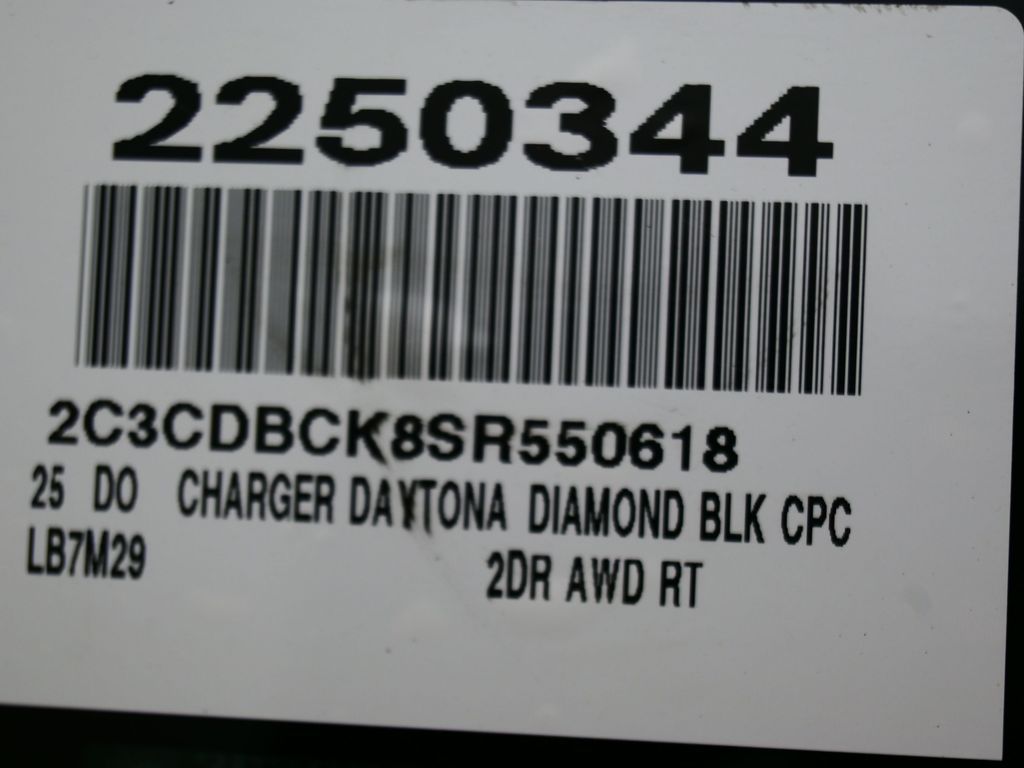 2250344
2C3CDBCK8SR550618
25 DO CHARGER DAYTONA DIAMOND BLK CPC
LB7M29 2DR AWD RT